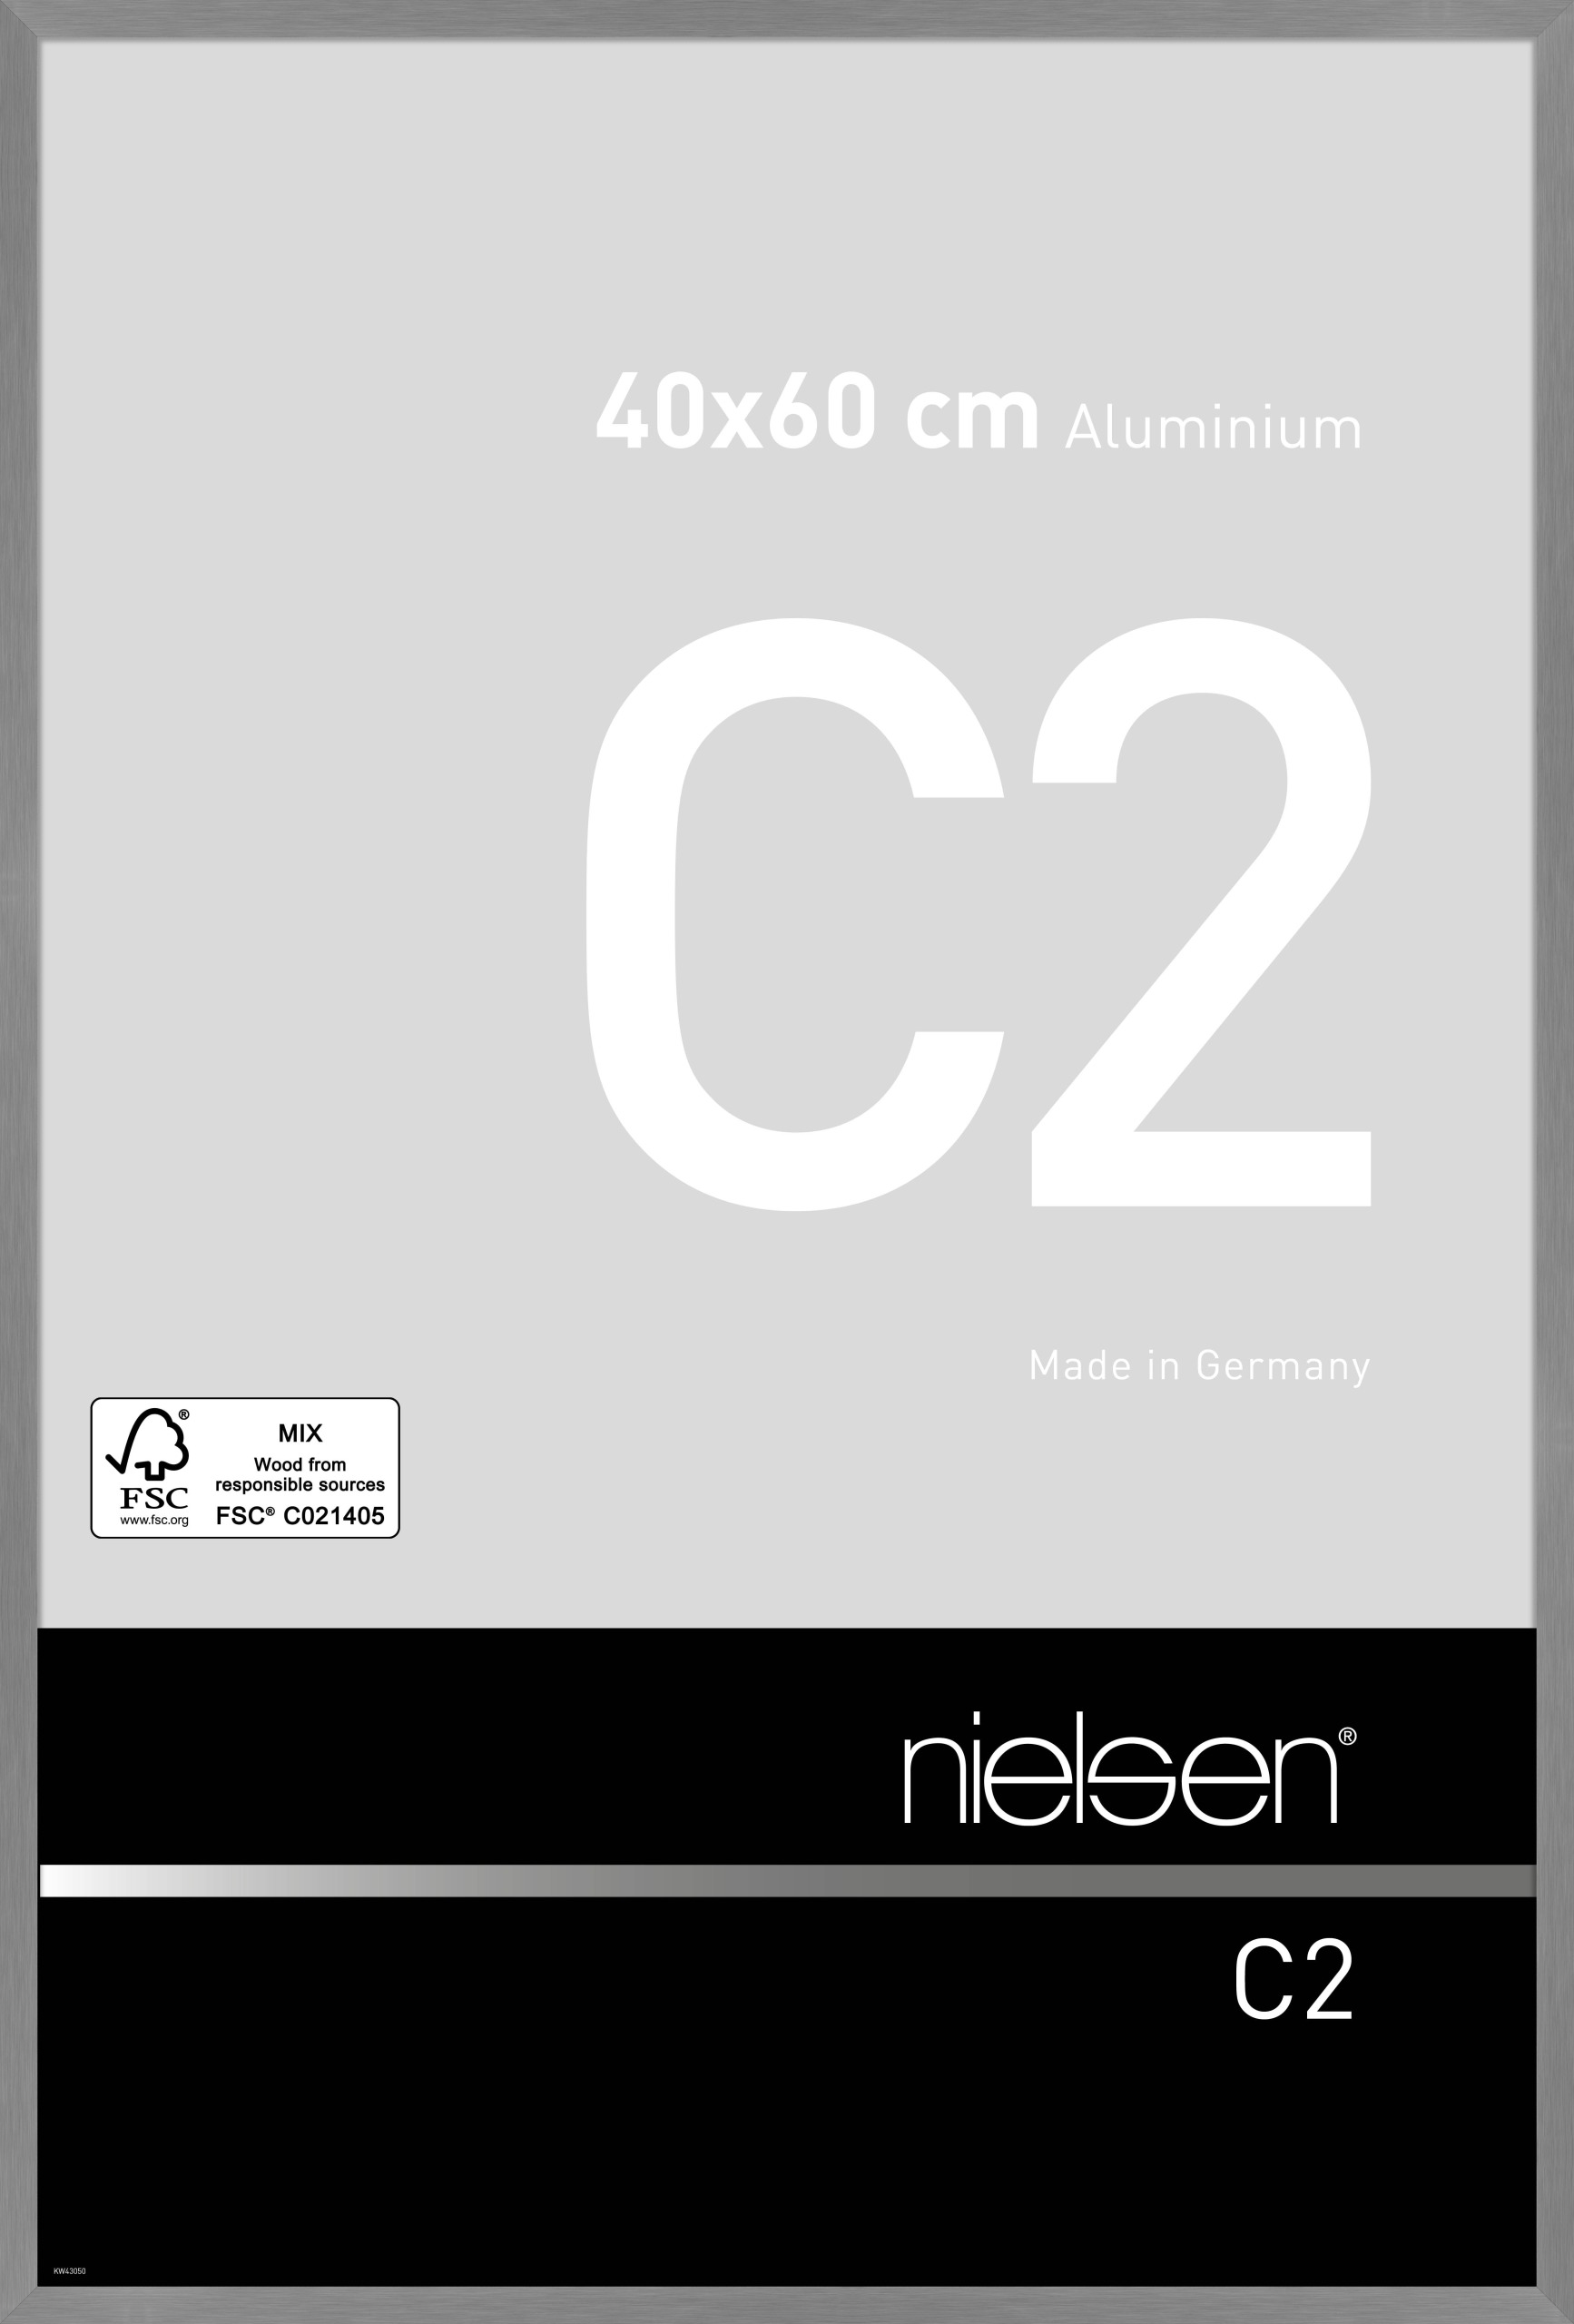 40x60 cm Aluminium
C2
Made in Germany
®
MIX
Wood from
responsible sources
FSC® C021405
FSC
www.fsc.org
nielsen®
C2
KW43050